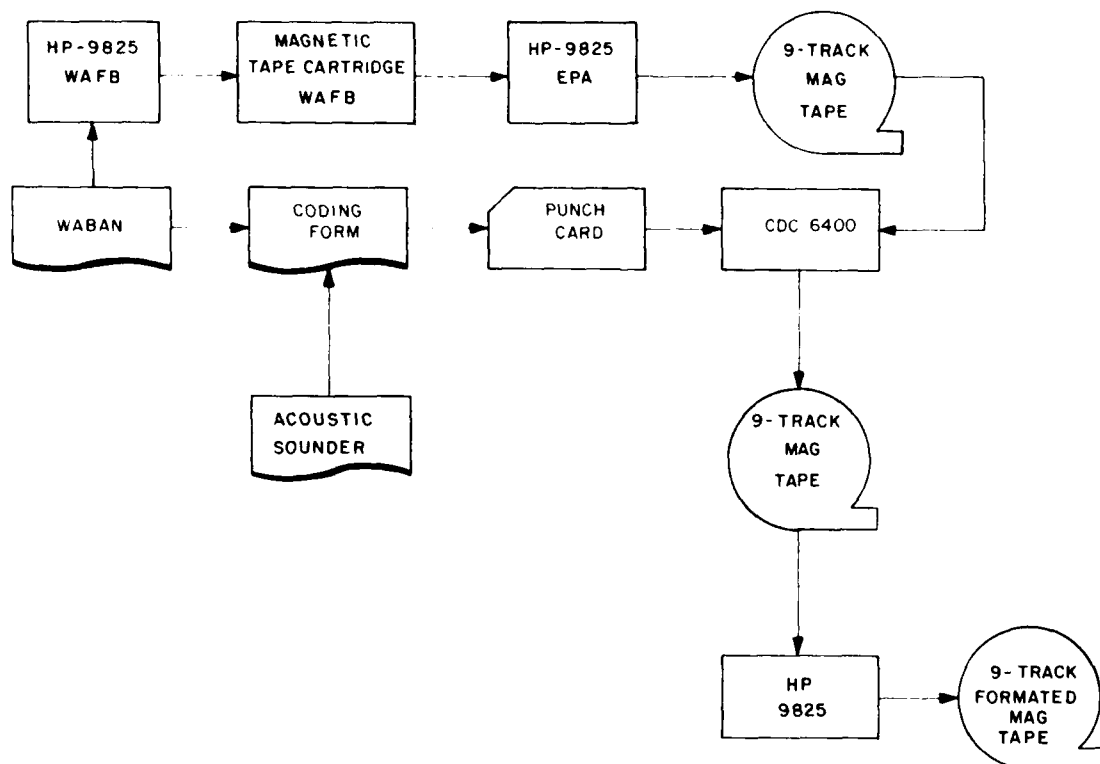 HP-9825
WAFB
MAGNETIC
TAPE CARTRIDGE
WAFB
HP-9825
EPA
9-TRACK
MAG
TAPE
WABAN
CODING
FORM
PUNCH
CARD
CDC 6400
ACOUSTIC
SOUNDER
9-TRACK
MAG
TAPE
HP
9825
9-TRACK
FORMATED
MAG
TAPE